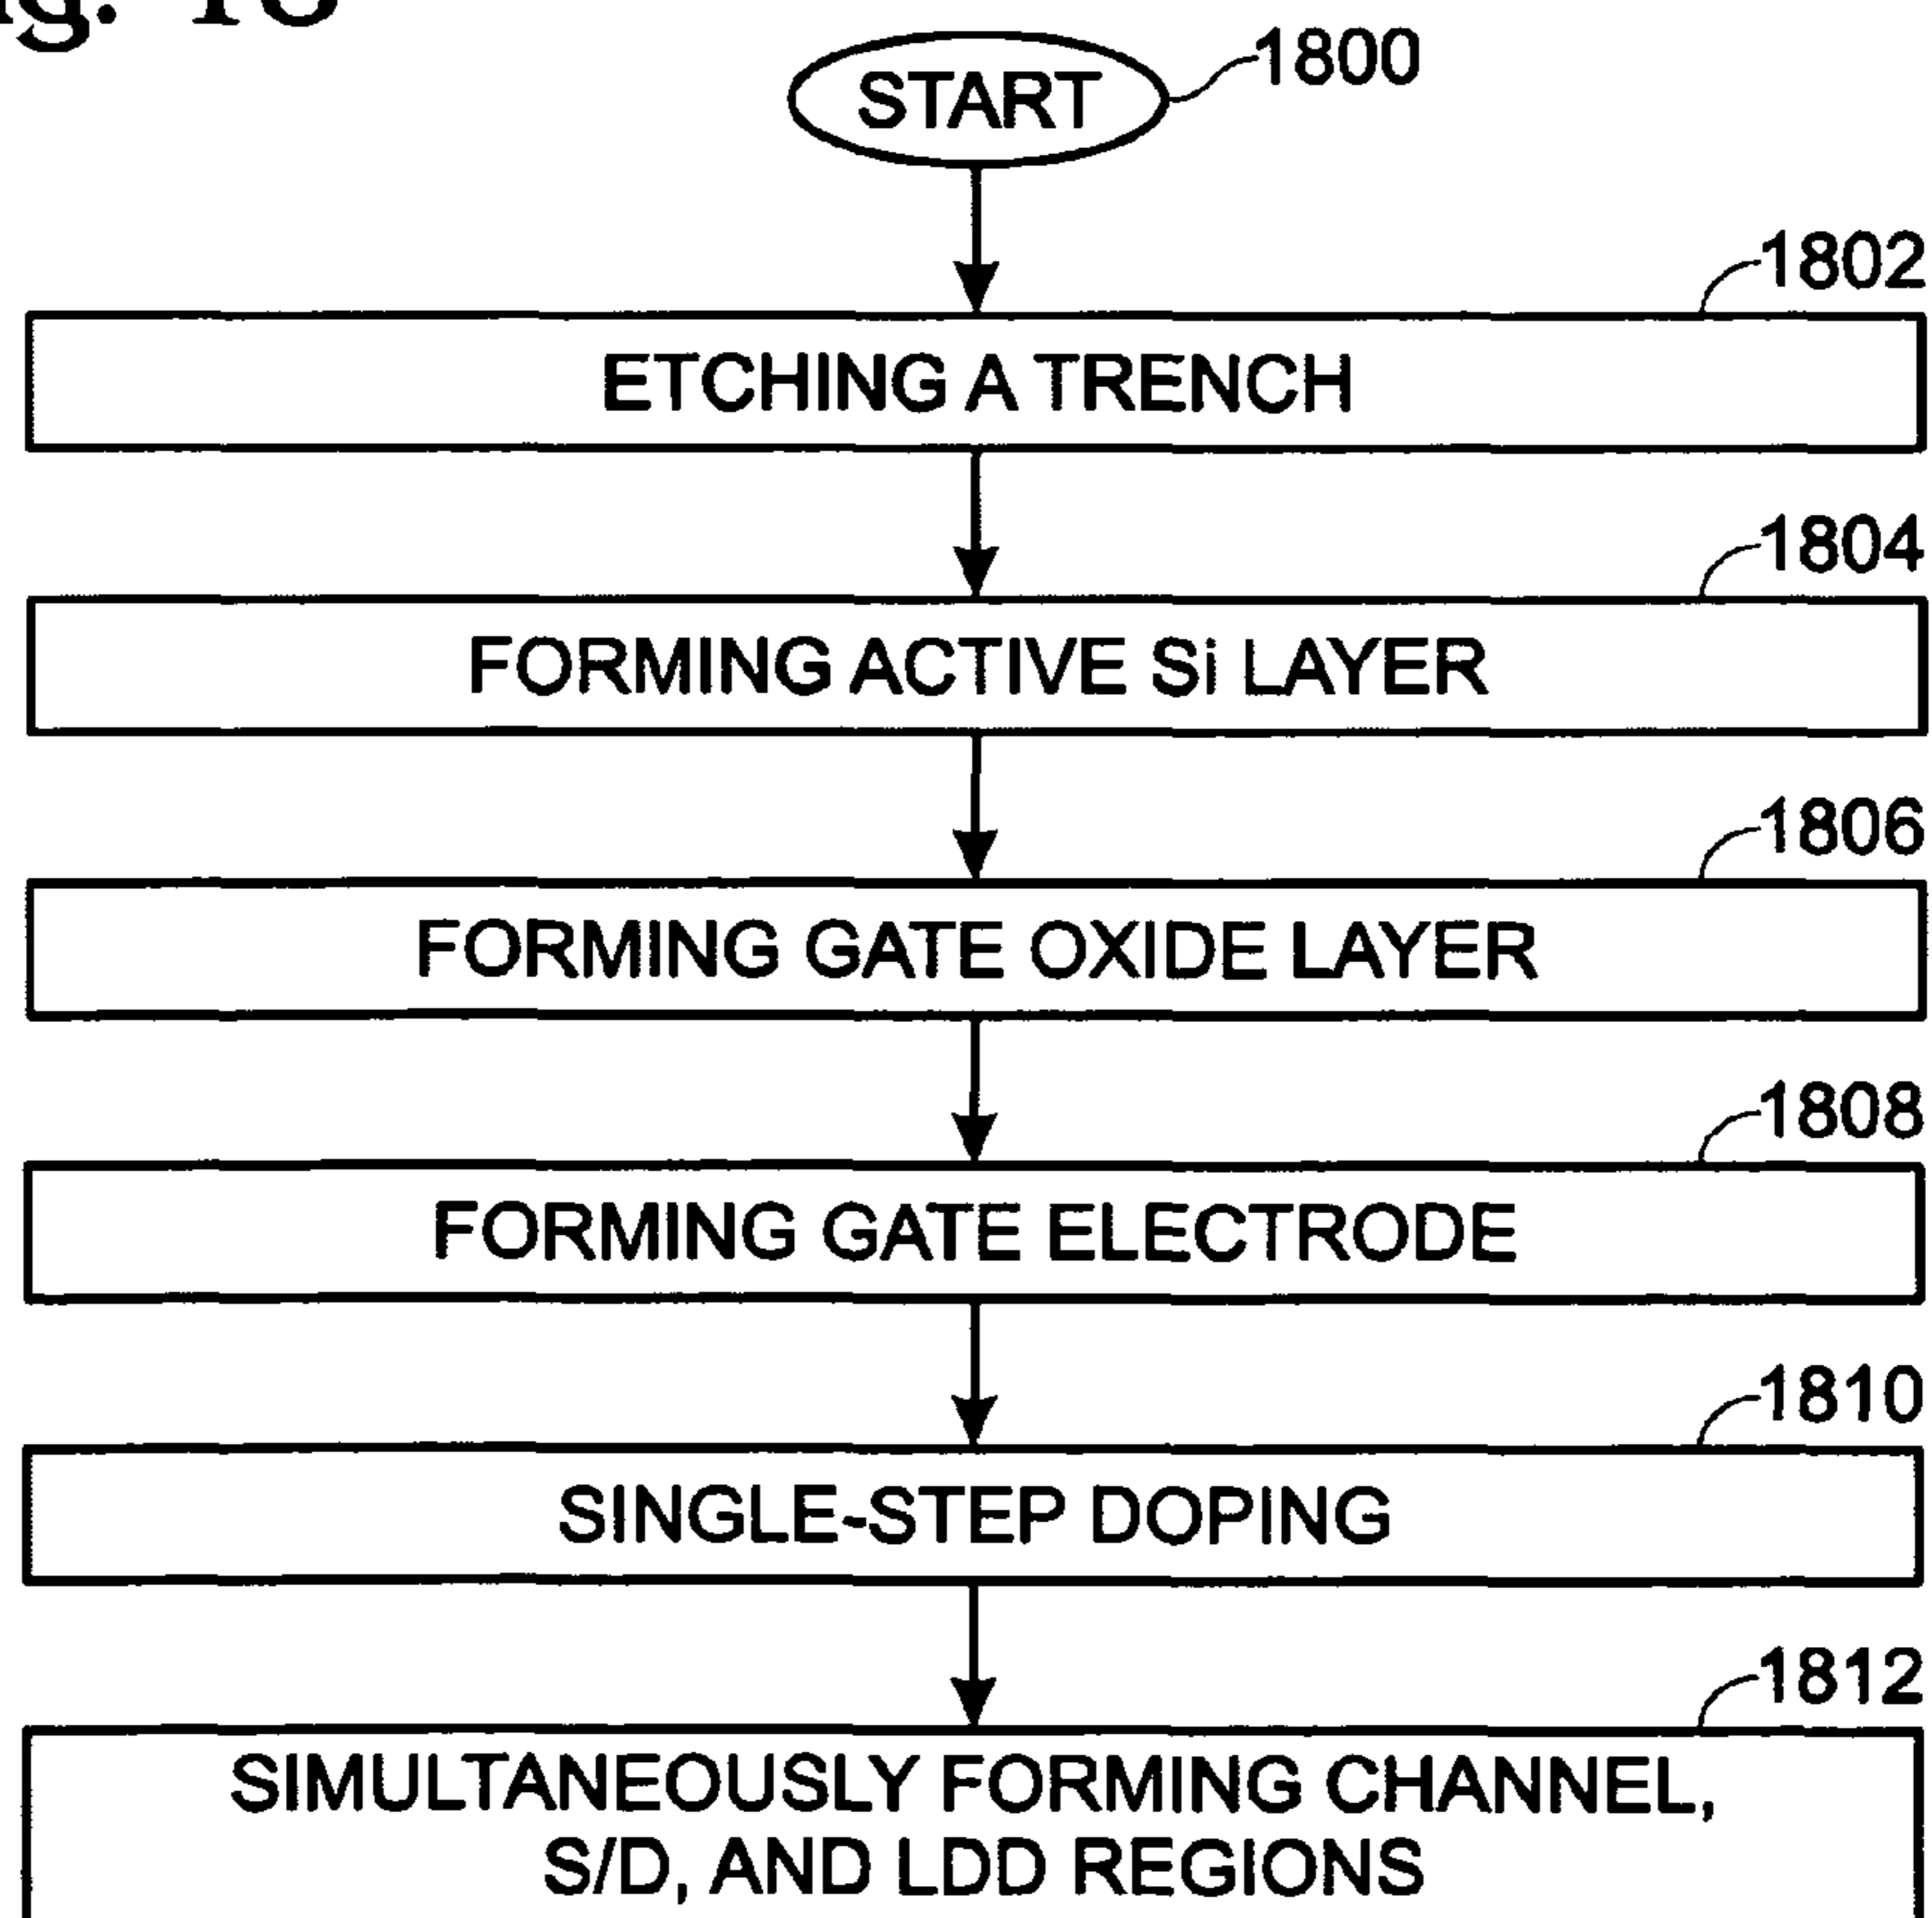 1800
START
1802
ETCHING A TRENCH
1804
FORMING ACTIVE Si LAYER
1806
FORMING GATE OXIDE LAYER
1808
FORMING GATE ELECTRODE
1810
SINGLE-STEP DOPING
1812
SIMULTANEOUSLY FORMING CHANNEL,
S/D, AND LDD REGIONS